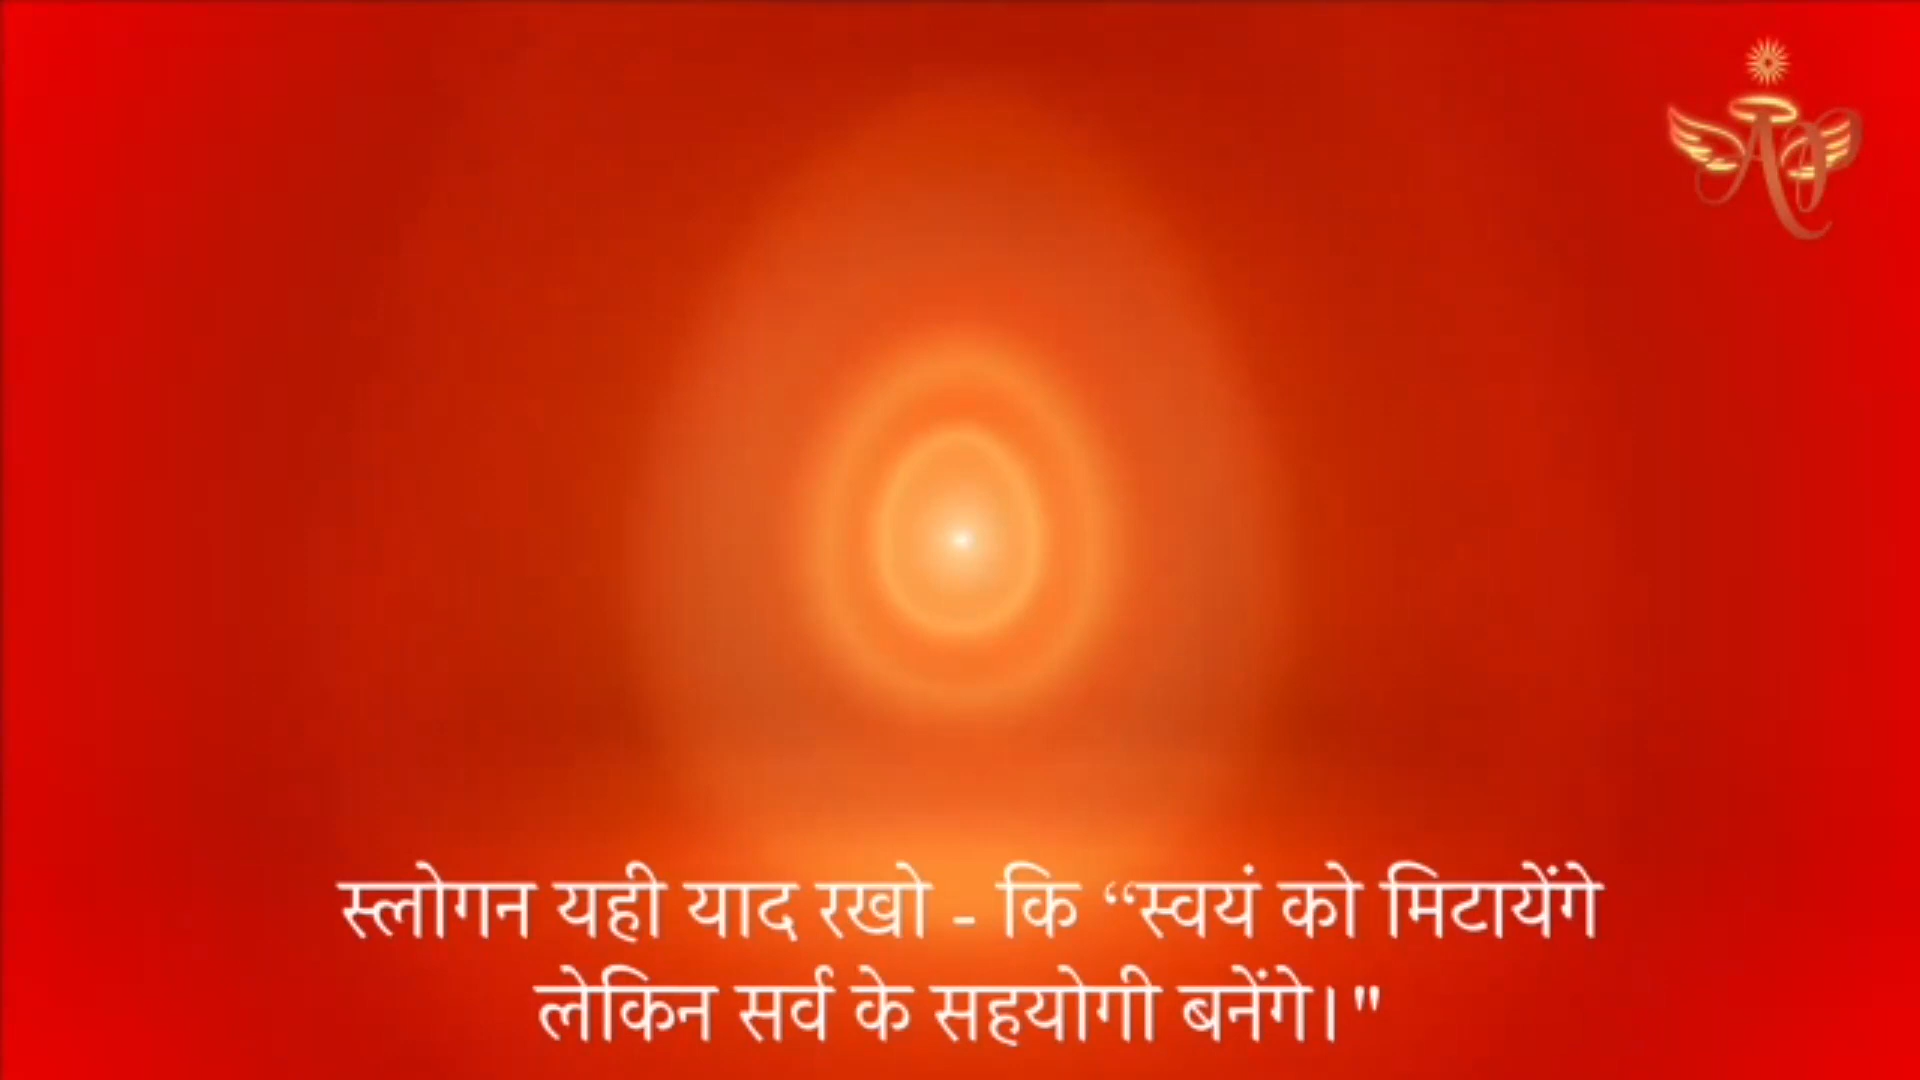 स्लोगन यही याद रखो - कि “स्वयं को मिटायेंगे
लेकिन सर्व के सहयोगी बनेंगे।"